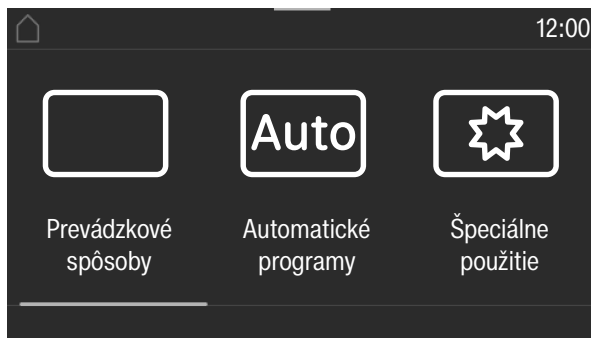 12:00
Auto
Prevádzkové
spôsoby
Automatické
programy
Špeciálne
použitie